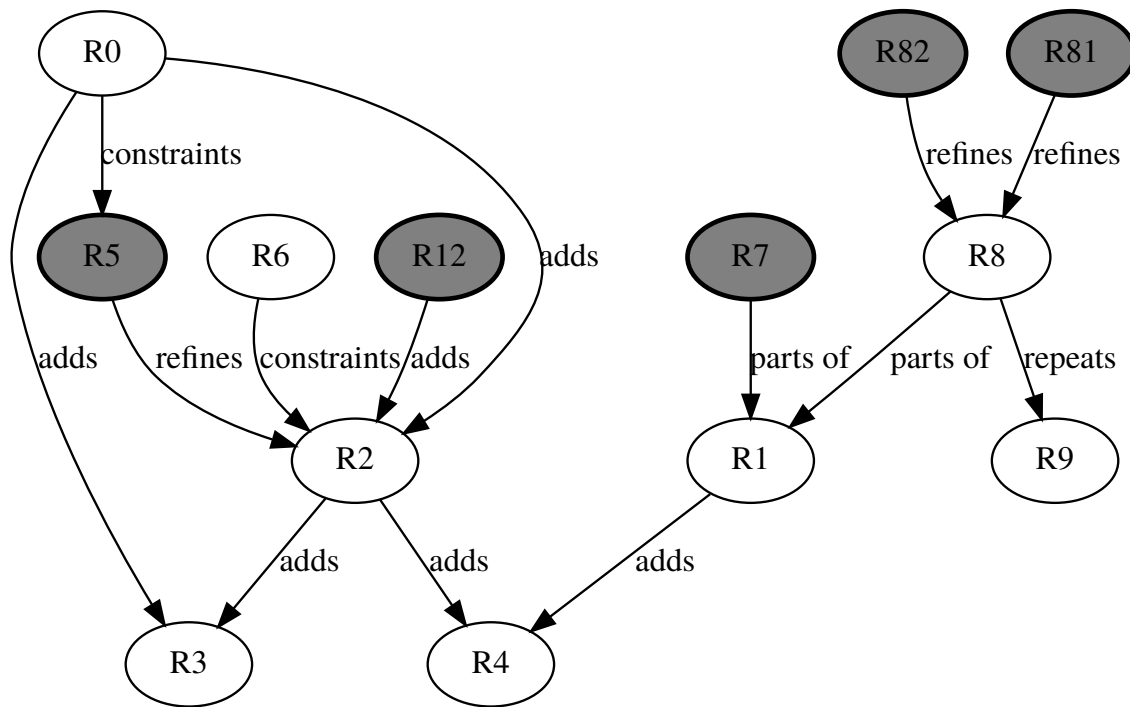 R0
R82
R81
constraints
refines
refines
R5
R6
R12
adds
R7
R8
adds
refines
constraints
adds
parts of
parts of
repeats
R2
R1
R9
adds
adds
adds
R3
R4